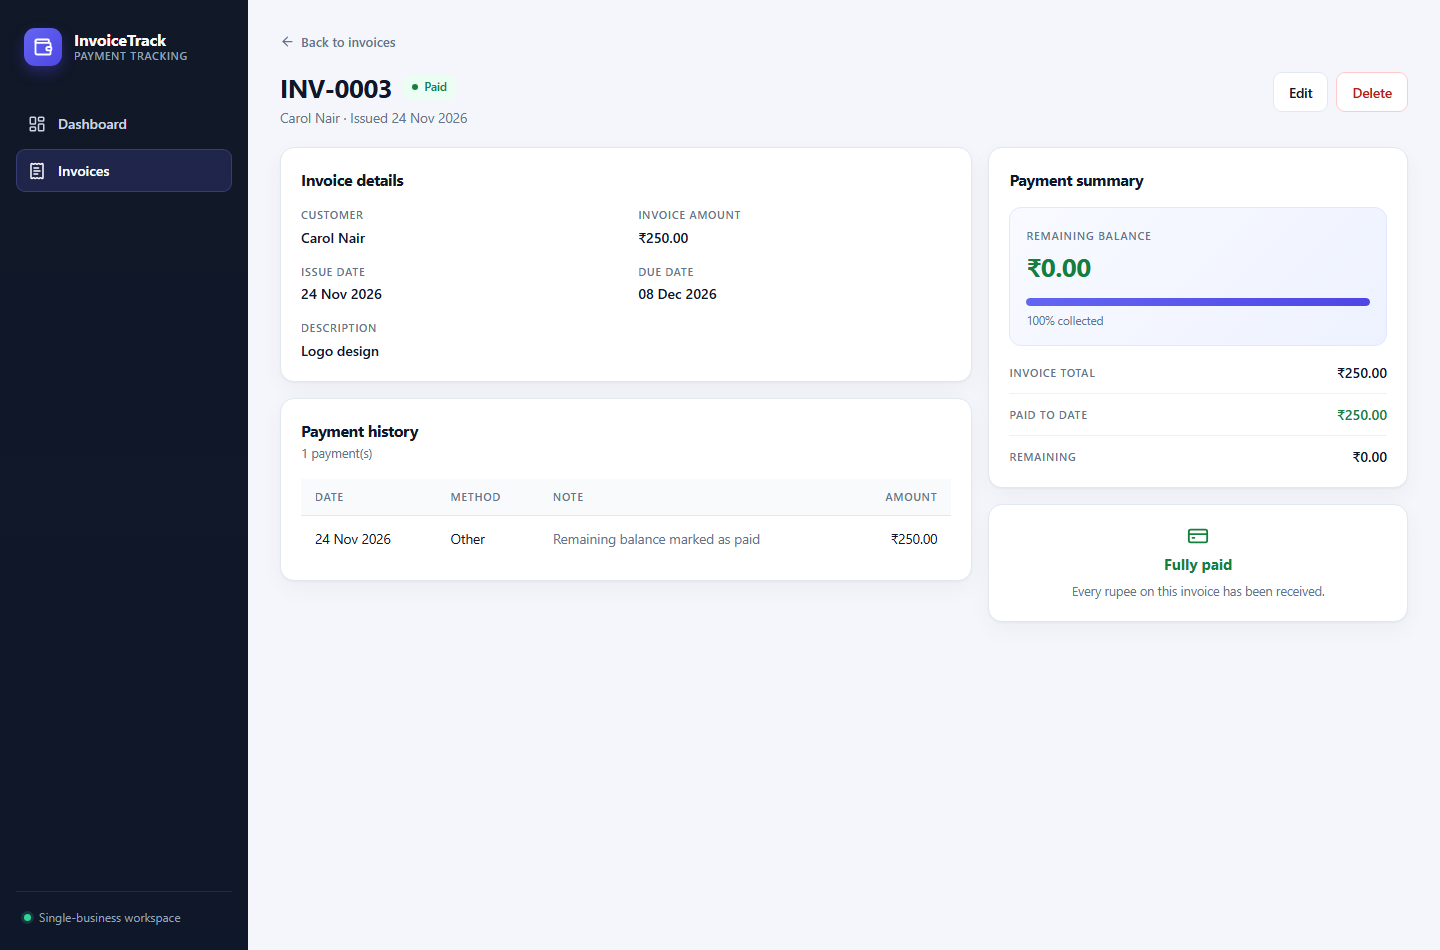 InvoiceTrack
PAYMENT TRACKING
Dashboard
Invoices
Single-business workspace
Back to invoices
INV-0003 Paid
Carol Nair · Issued 24 Nov 2026
Edit Delete
Invoice details
CUSTOMER INVOICE AMOUNT
Carol Nair ₹250.00
ISSUE DATE DUE DATE
24 Nov 2026 08 Dec 2026
DESCRIPTION
Logo design
Payment history
1 payment(s)
DATE METHOD NOTE AMOUNT
24 Nov 2026 Other Remaining balance marked as paid ₹250.00
Payment summary
REMAINING BALANCE
₹0.00
100% collected
INVOICE TOTAL ₹250.00
PAID TO DATE ₹250.00
REMAINING ₹0.00
Fully paid
Every rupee on this invoice has been received.